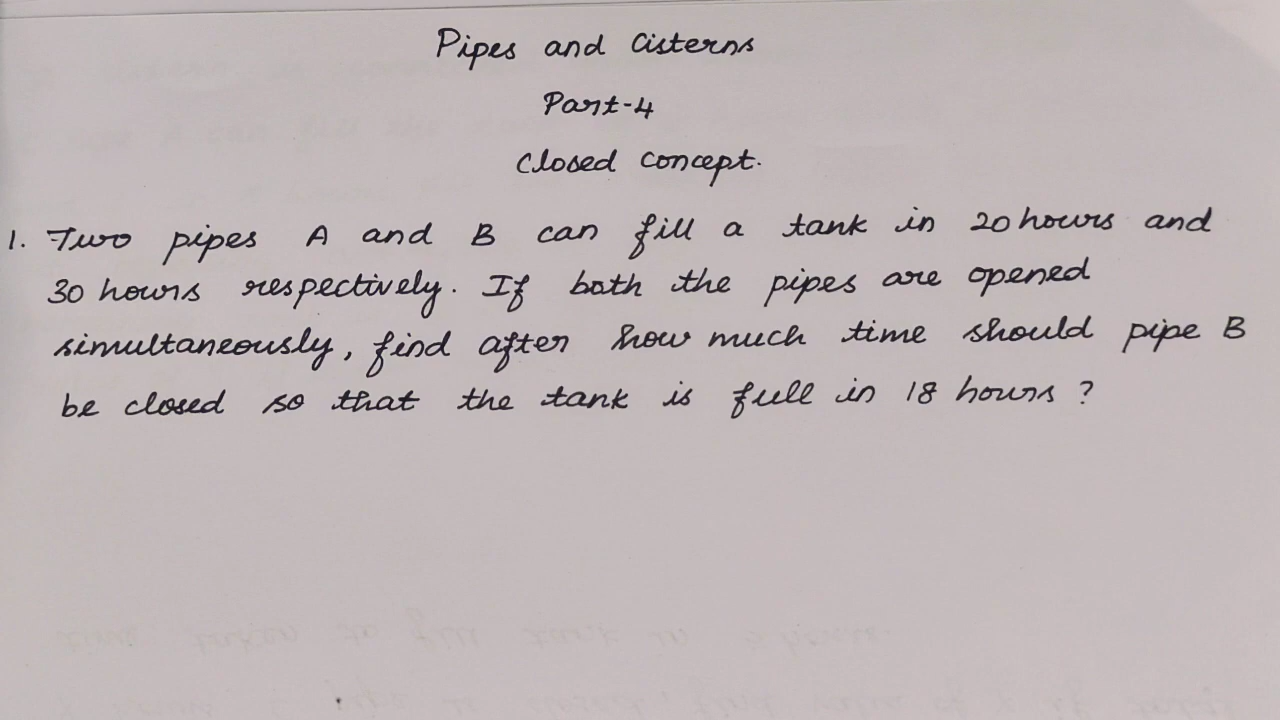 Pipes and Cisterns
Part-4
Closed Concept.
1. Two pipes A and B can fill a tank in 20 hours and
30 hours respectively. If both the pipes are opened
simultaneously, find after how much time should pipe B
be closed so that the tank is full in 18 hours ?